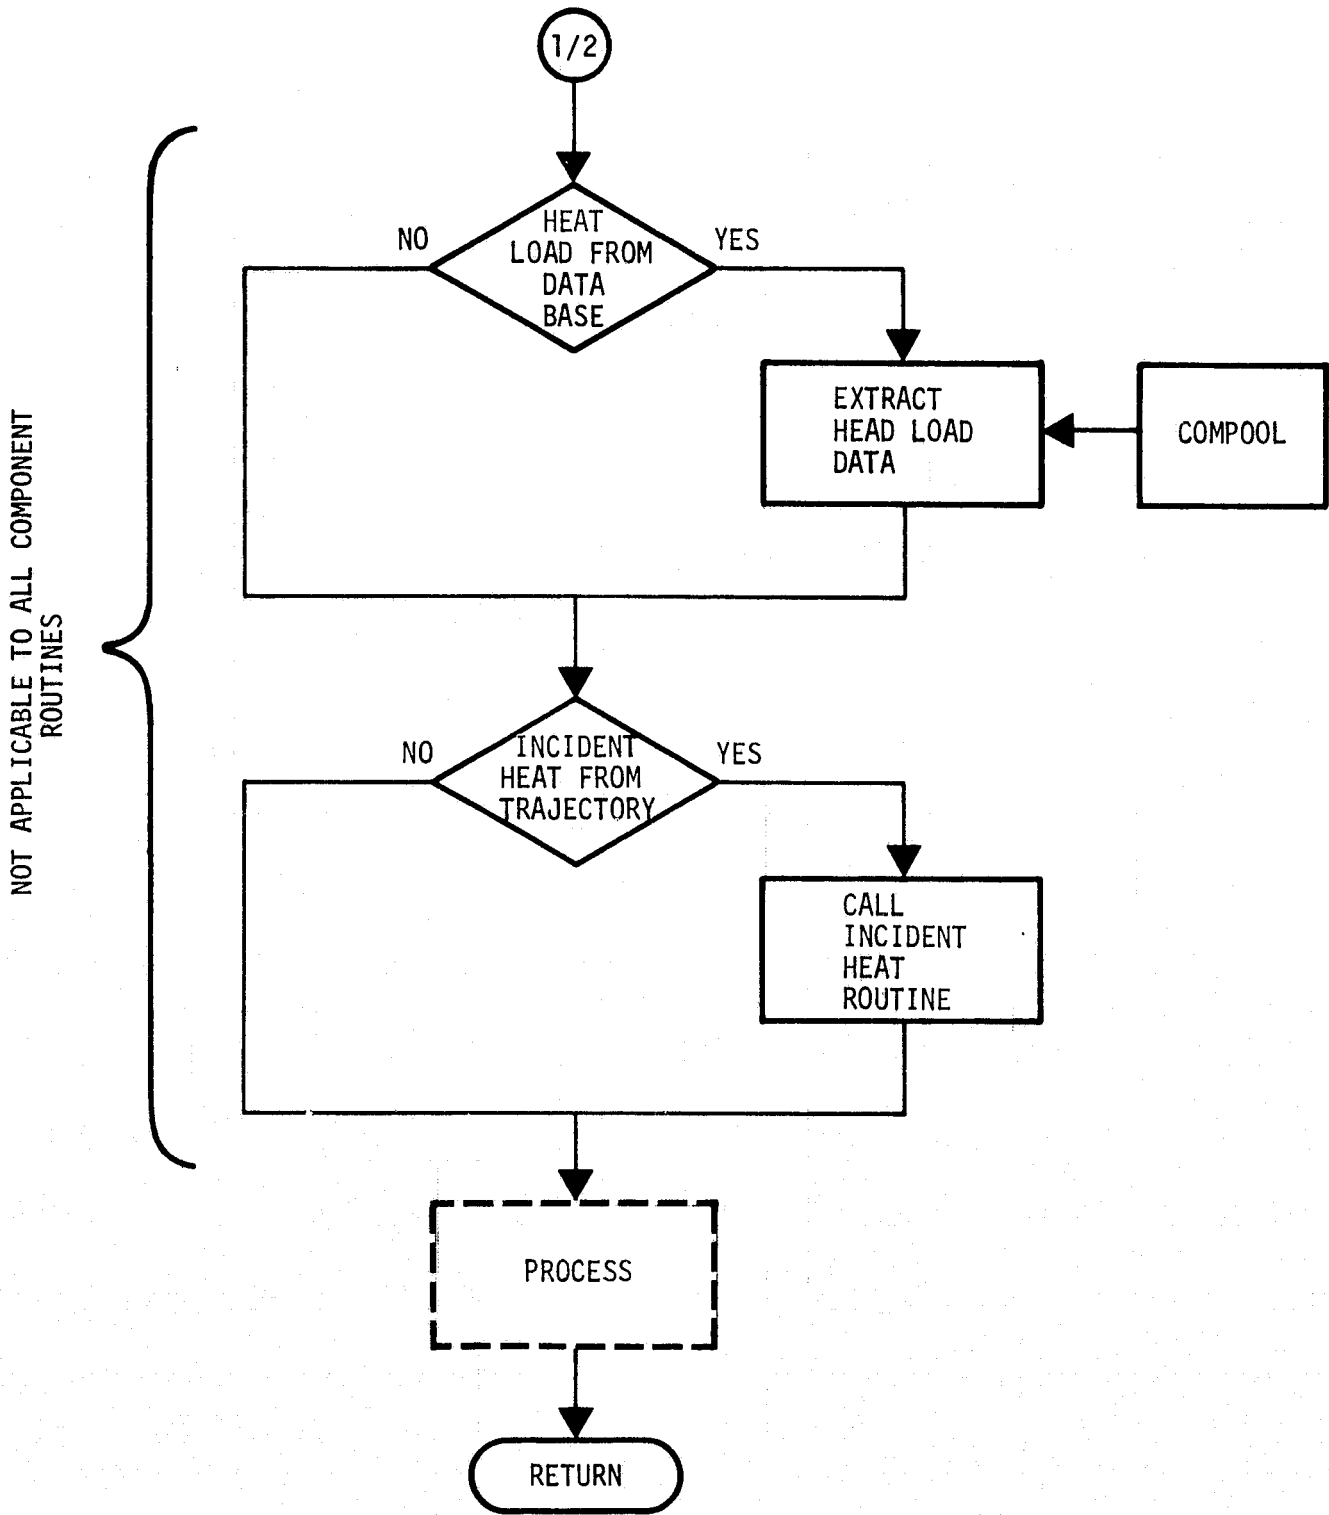 1/2
HEAT
LOAD FROM
DATA
BASE
NO
YES
EXTRACT
HEAD LOAD
DATA
COMPOOL
NOT APPLICABLE TO ALL COMPONENT
ROUTINES
INCIDENT
HEAT FROM
TRAJECTORY
NO
YES
CALL
INCIDENT
HEAT
ROUTINE
PROCESS
RETURN